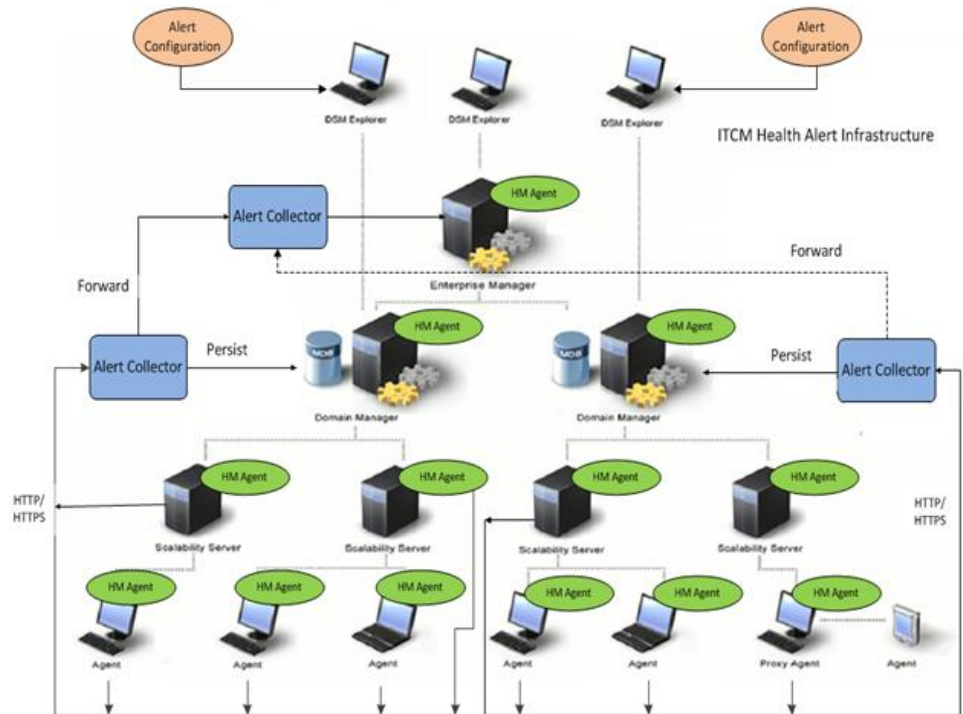 Alert
Configuration
Alert
Configuration
DSM Explorer
DSM Explorer
DSM Explorer
ITCM Health Alert Infrastructure
HM Agent
Alert Collector
Forward
Enterprise Manager
Forward
HM Agent
HM Agent
MDB
MDB
Alert Collector
Persist
Persist
Alert Collector
Domain Manager
Domain Manager
HM Agent
HM Agent
HM Agent
HM Agent
HTTP/
HTTPS
HTTP/
HTTPS
Scalability Server
Scalability Server
Scalability Server
Scalability Server
HM Agent
HM Agent
HM Agent
HM Agent
HM Agent
HM Agent
Agent
Agent
Agent
Agent
Agent
Proxy Agent
Agent